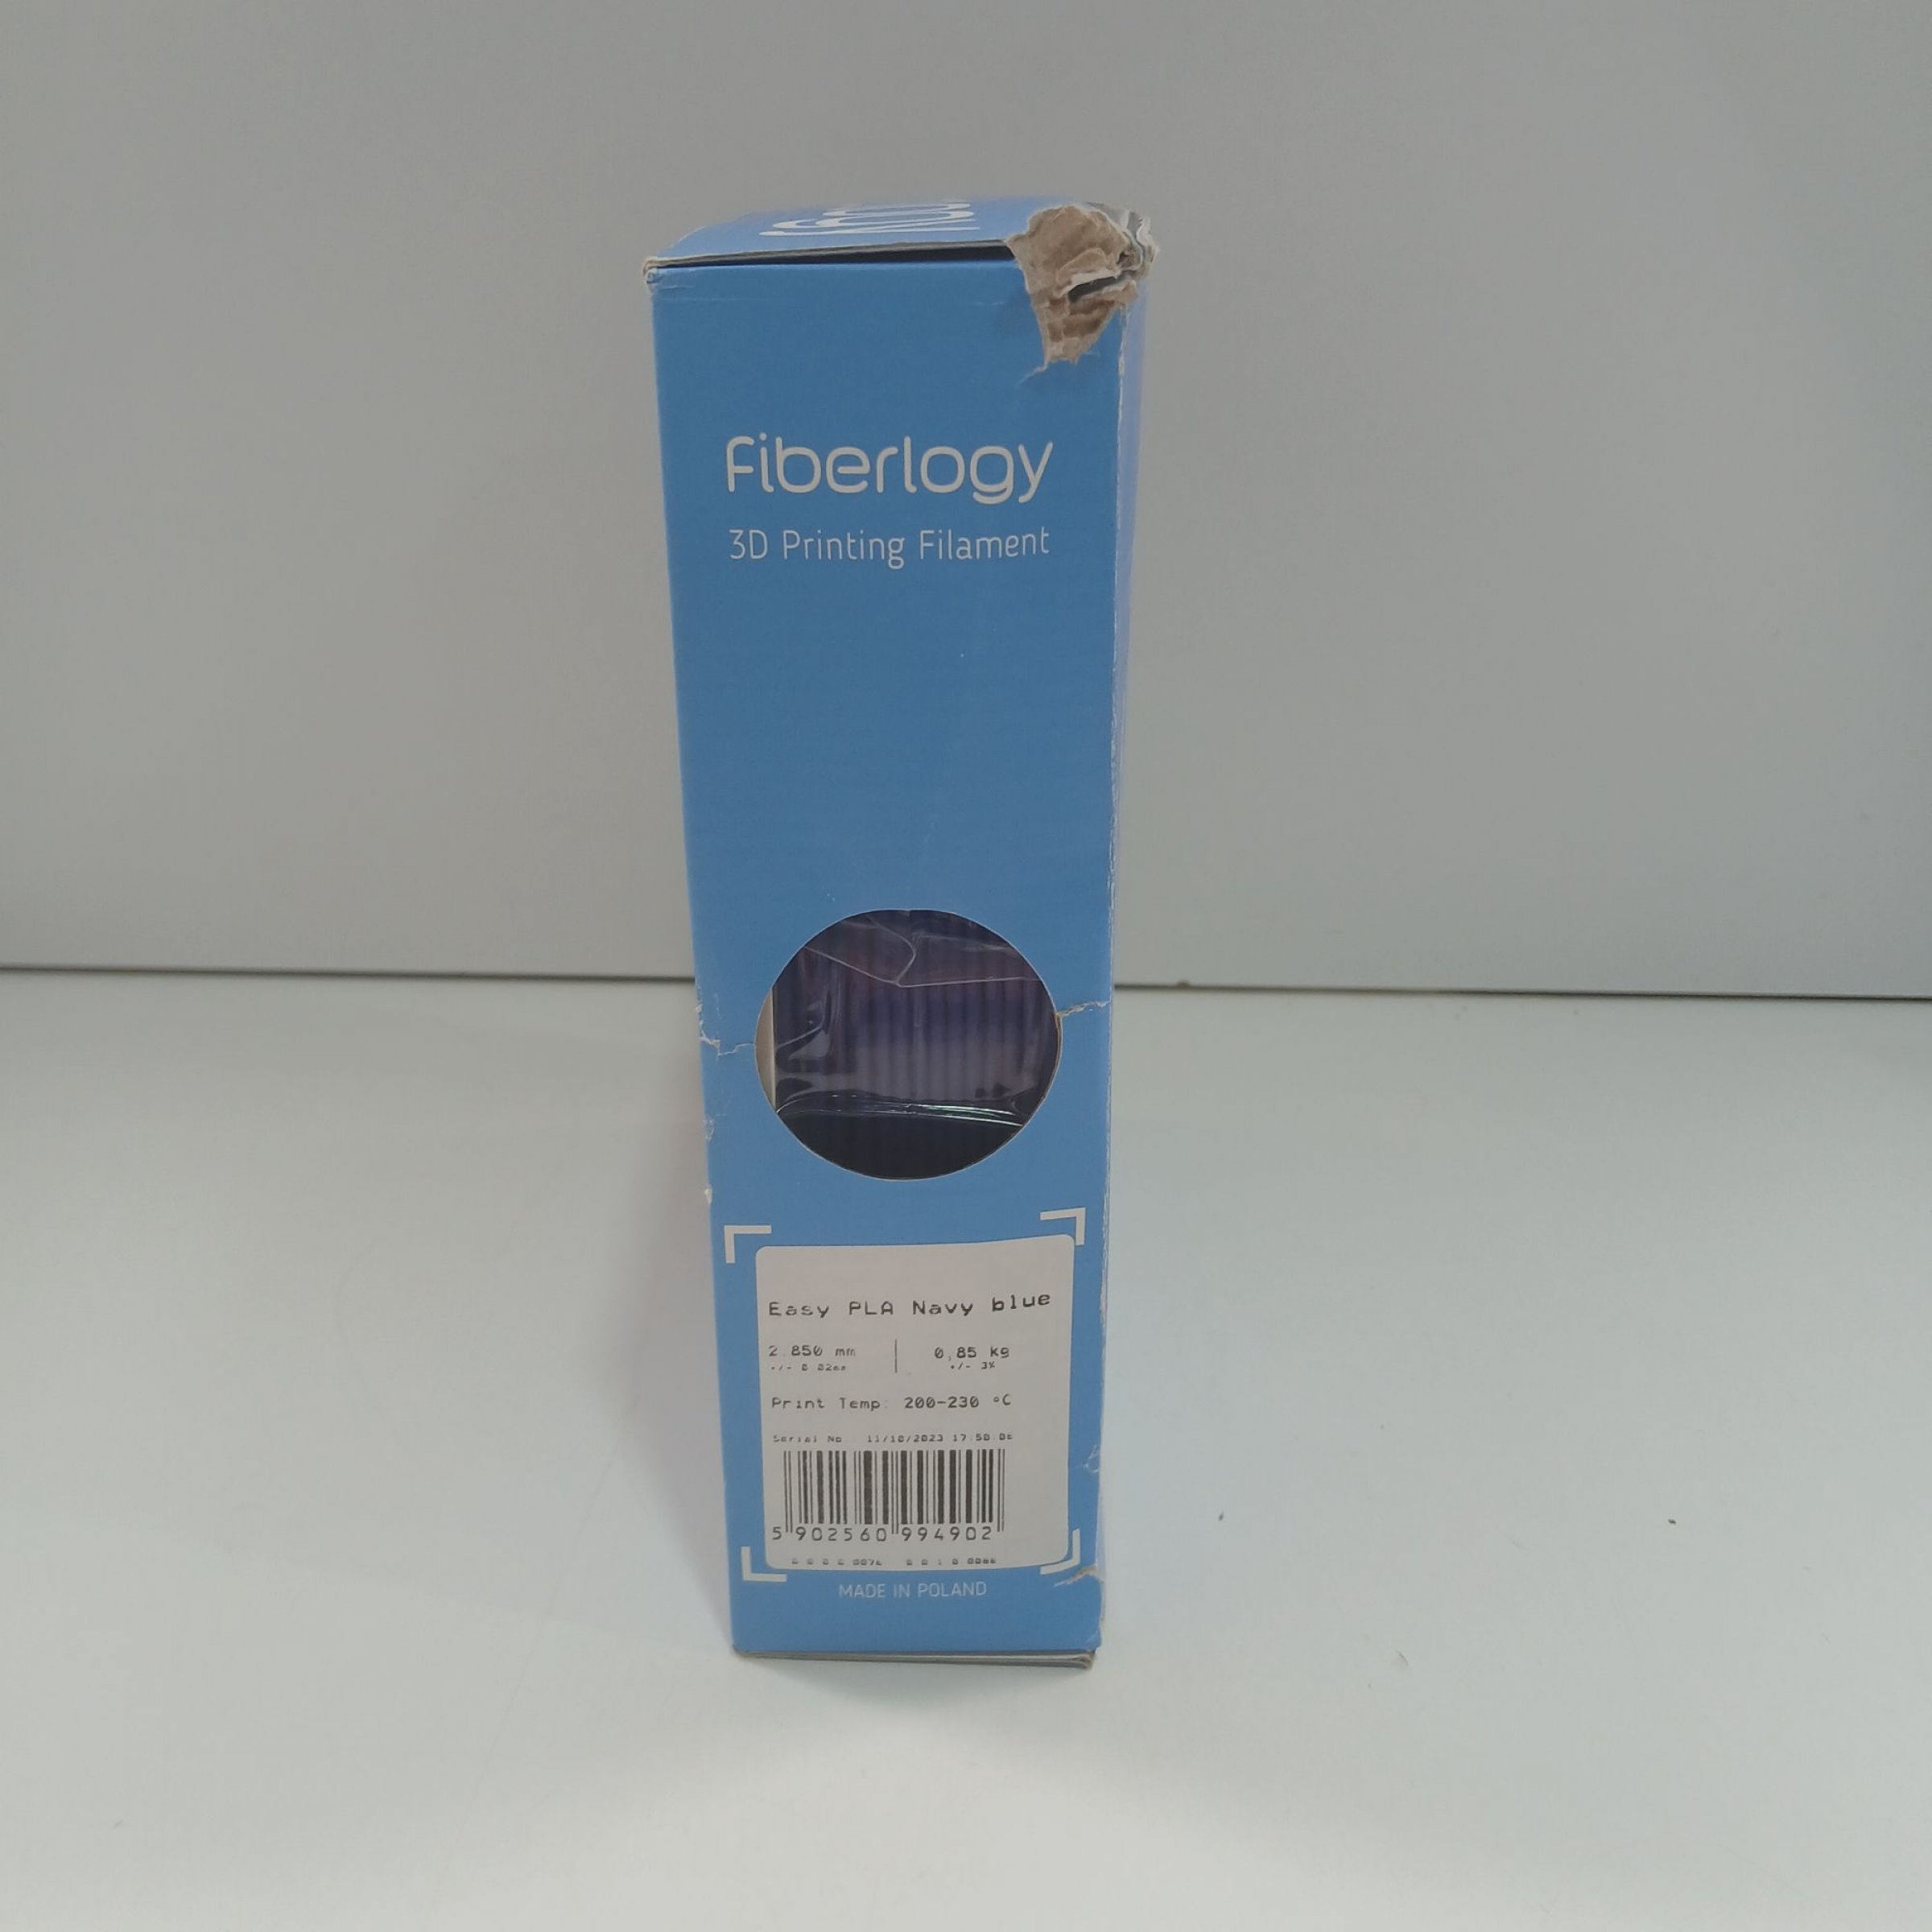 fiberlogy
3D Printing Filament
Easy PLA Navy blue
2.850 mm
0,85 kg
+/- 3%
Print Temp: 200-230 °C
Serial No 11/10/2023 17:50:06
5 902560 994902
MADE IN POLAND